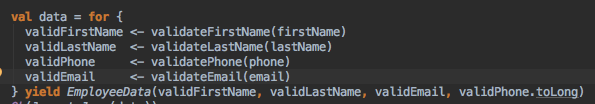 val data = for {
validFirstName <- validateFirstName(firstName)
validLastName <- validateLastName(lastName)
validPhone <- validatePhone(phone)
validEmail <- validateEmail(email)
} yield EmployeeData(validFirstName, validLastName, validEmail, validPhone.toLong)